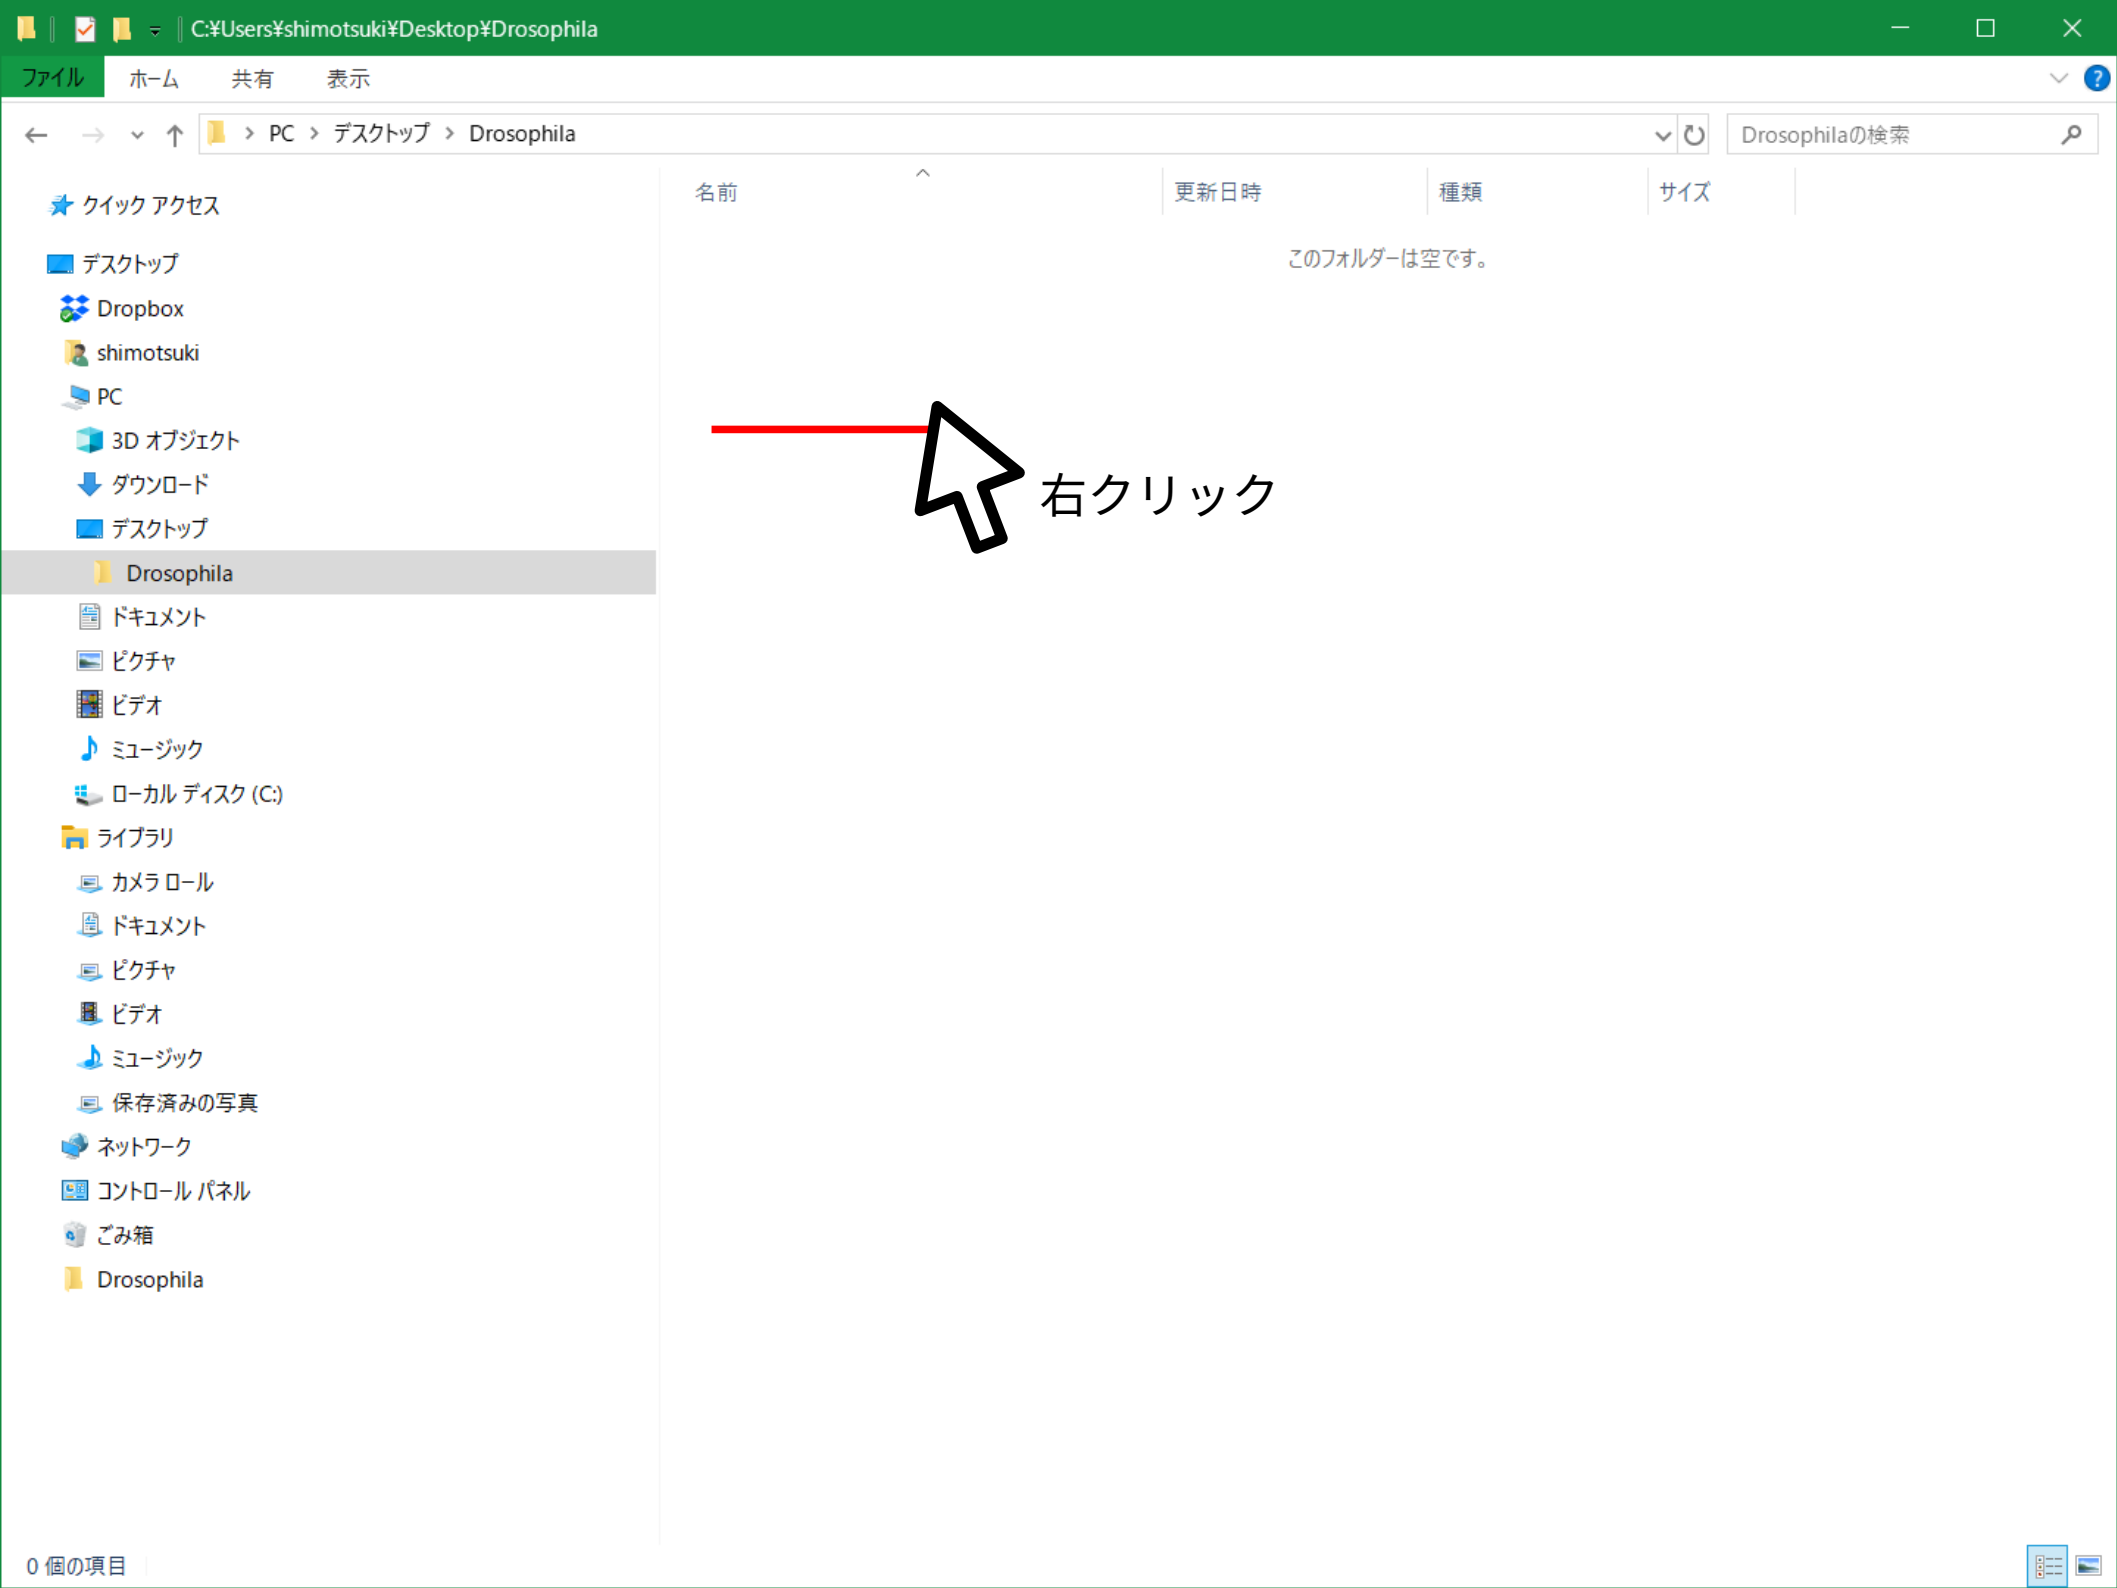 C:¥Users¥shimotsuki¥Desktop¥Drosophila
ファイル ホーム 共有 表示
PC デスクトップ Drosophila
Drosophilaの検索
名前 更新日時 種類 サイズ
このフォルダーは空です。
クイック アクセス
デスクトップ
Dropbox
shimotsuki
PC
3D オブジェクト
ダウンロード
デスクトップ
Drosophila
ドキュメント
ピクチャ
ビデオ
ミュージック
ローカル ディスク (C:)
ライブラリ
カメラ ロール
ドキュメント
ピクチャ
ビデオ
ミュージック
保存済みの写真
ネットワーク
コントロール パネル
ごみ箱
Drosophila
右クリック
0 個の項目